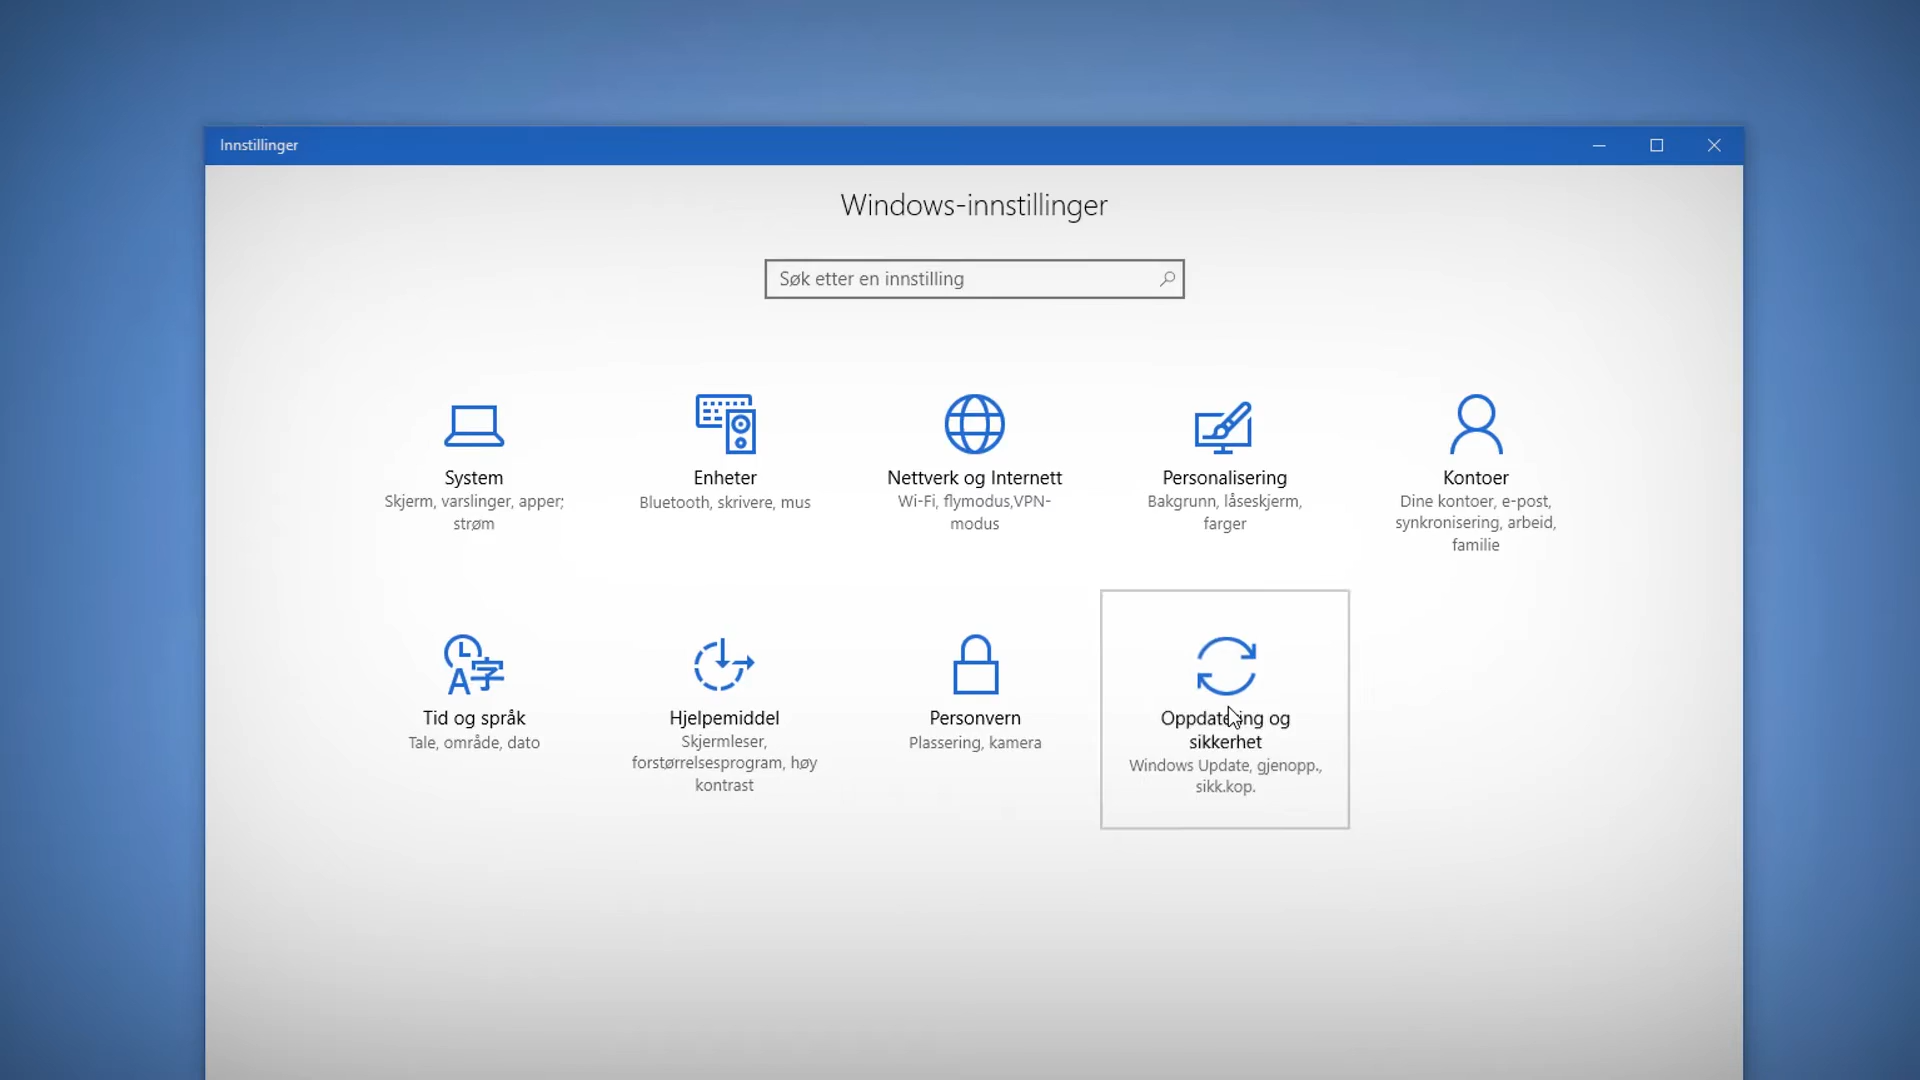 Innstillinger
Windows-innstillinger
Søk etter en innstilling
System
Skjerm, varslinger, apper;
strøm
Enheter
Bluetooth, skrivere, mus
Nettverk og Internett
Wi-Fi, flymodus,VPN-
modus
Personalisering
Bakgrunn, låseskjerm,
farger
Kontoer
Dine kontoer, e-post,
synkronisering, arbeid,
familie
Tid og språk
Tale, område, dato
Hjelpemiddel
Skjermleser,
forstørrelsesprogram, høy
kontrast
Personvern
Plassering, kamera
Oppdatering og
sikkerhet
Windows Update, gjenopp.,
sikk.kop.